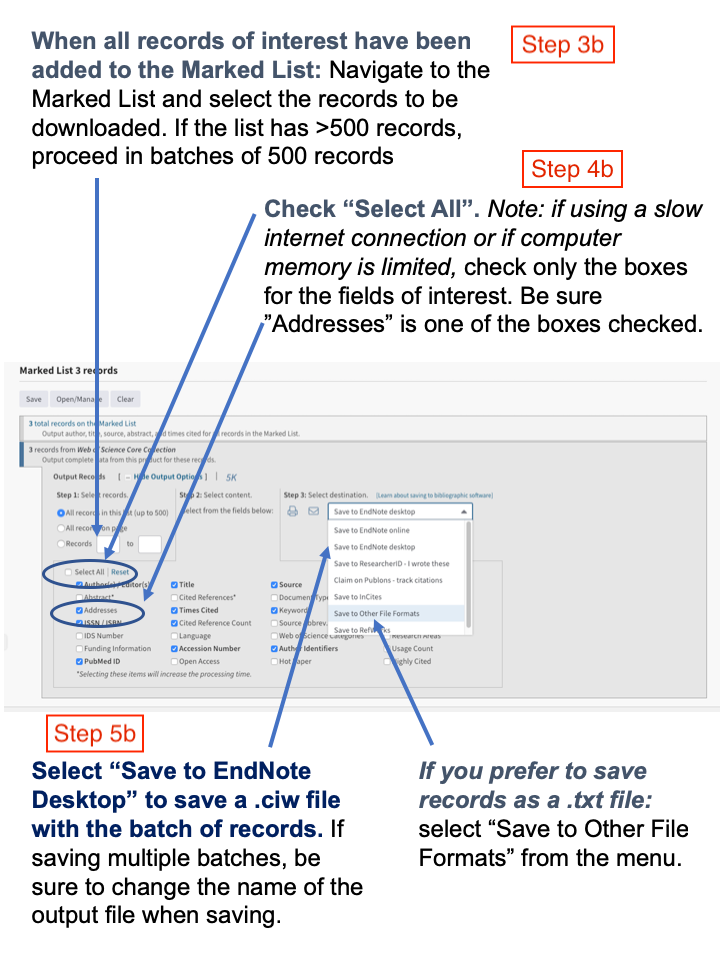 When all records of interest have been
added to the Marked List: Navigate to the
Marked List and select the records to be
downloaded. If the list has >500 records,
proceed in batches of 500 records
Step 3b
Step 4b
Check “Select All”. Note: if using a slow
internet connection or if computer
memory is limited, check only the boxes
for the fields of interest. Be sure
”Addresses” is one of the boxes checked.
Marked List 3 records
Save Open/Manage Clear
3 total records on the Marked List
Output author, title, source, abstract, and times cited for all records in the Marked List.
3 records from Web of Science Core Collection
Output complete data from this product for these records.
Output Records [ − Hide Output Options ] | 5K
Step 1: Select records. Step 2: Select content. Step 3: Select destination. [Learn about saving to bibliographic software]
All records in this list (up to 500) Select from the fields below: Save to EndNote desktop
All records on page
Records to
Save to EndNote online
Save to EndNote desktop
Save to ResearcherID - I wrote these
Claim on Publons - track citations
Save to InCites
Save to Other File Formats
Save to RefWorks
Select All | Reset
Author(s) / Editor(s) Title Source
Abstract* Cited References* Document Type
Addresses Times Cited Keywords
ISSN / ISBN Cited Reference Count Source Abbrev.
IDS Number Language Web of Science Categories Research Areas
Funding Information Accession Number Author Identifiers Usage Count
PubMed ID Open Access Hot Paper Highly Cited
*Selecting these items will increase the processing time.
Step 5b
Select “Save to EndNote
Desktop” to save a .ciw file
with the batch of records. If
saving multiple batches, be
sure to change the name of the
output file when saving.
If you prefer to save
records as a .txt file:
select “Save to Other File
Formats” from the menu.